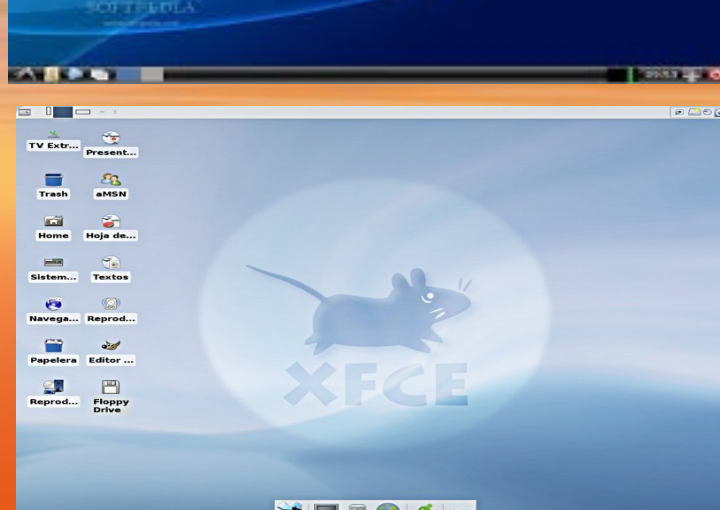 SOFTPEDIA
TV Extr...
Present...
Trash
aMSN
Home
Hoja de...
Sistem...
Textos
Navega...
Reprod...
Papelera
Editor ...
Reprod...
Floppy
Drive
XFCE